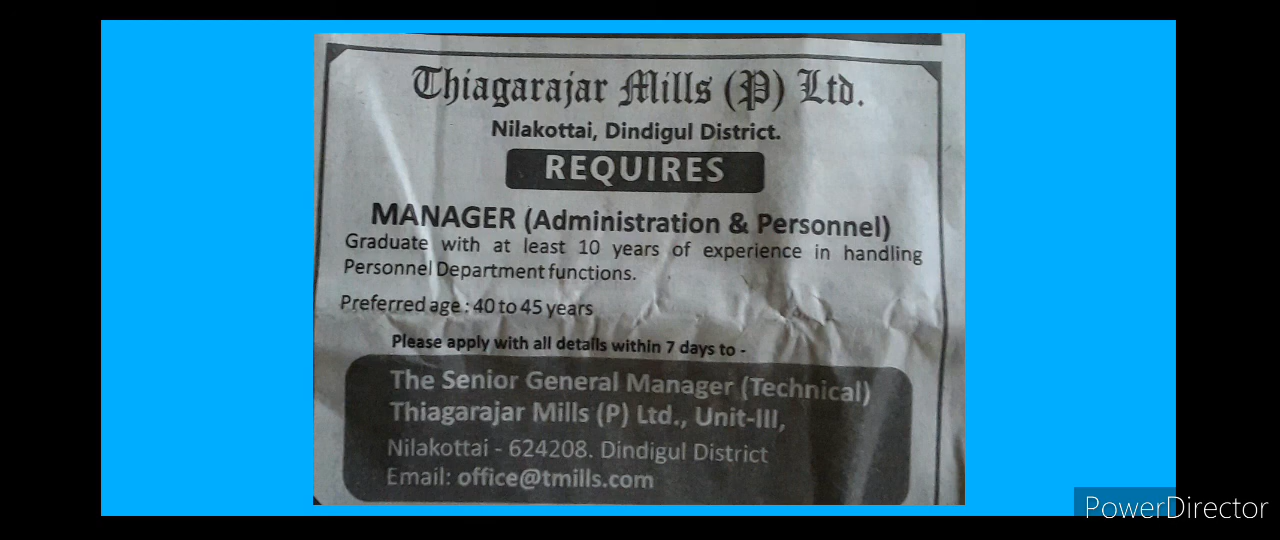 Thiagarajar Mills (P) Ltd.
Nilakottai, Dindigul District.
REQUIRES
MANAGER (Administration & Personnel)
Graduate with at least 10 years of experience in handling
Personnel Department functions.
Preferred age : 40 to 45 years
Please apply with all details within 7 days to -
The Senior General Manager (Technical)
Thiagarajar Mills (P) Ltd., Unit-III,
Nilakottai - 624208. Dindigul District
Email: office@tmills.com
PowerDirector